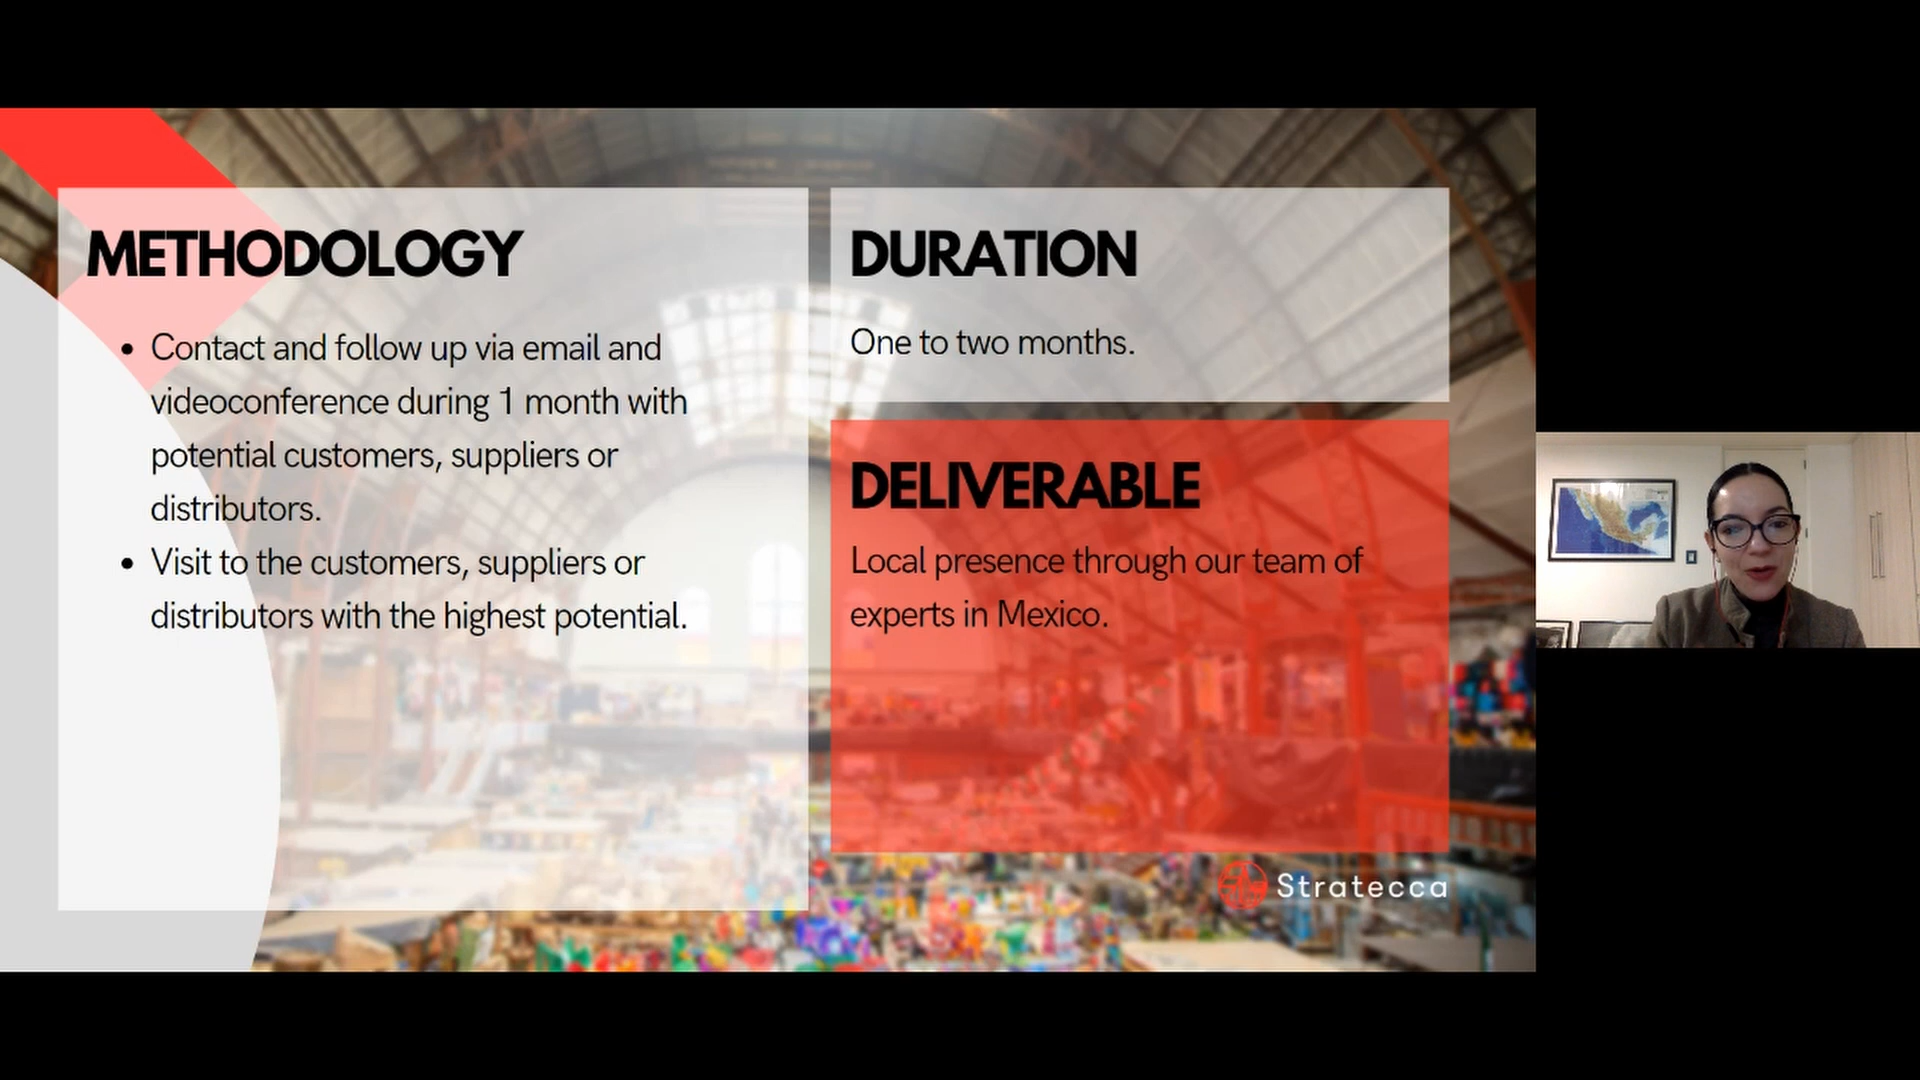 METHODOLOGY
Contact and follow up via email and
videoconference during 1 month with
potential customers, suppliers or
distributors.
Visit to the customers, suppliers or
distributors with the highest potential.
DURATION
One to two months.
DELIVERABLE
Local presence through our team of
experts in Mexico.
Stratecca